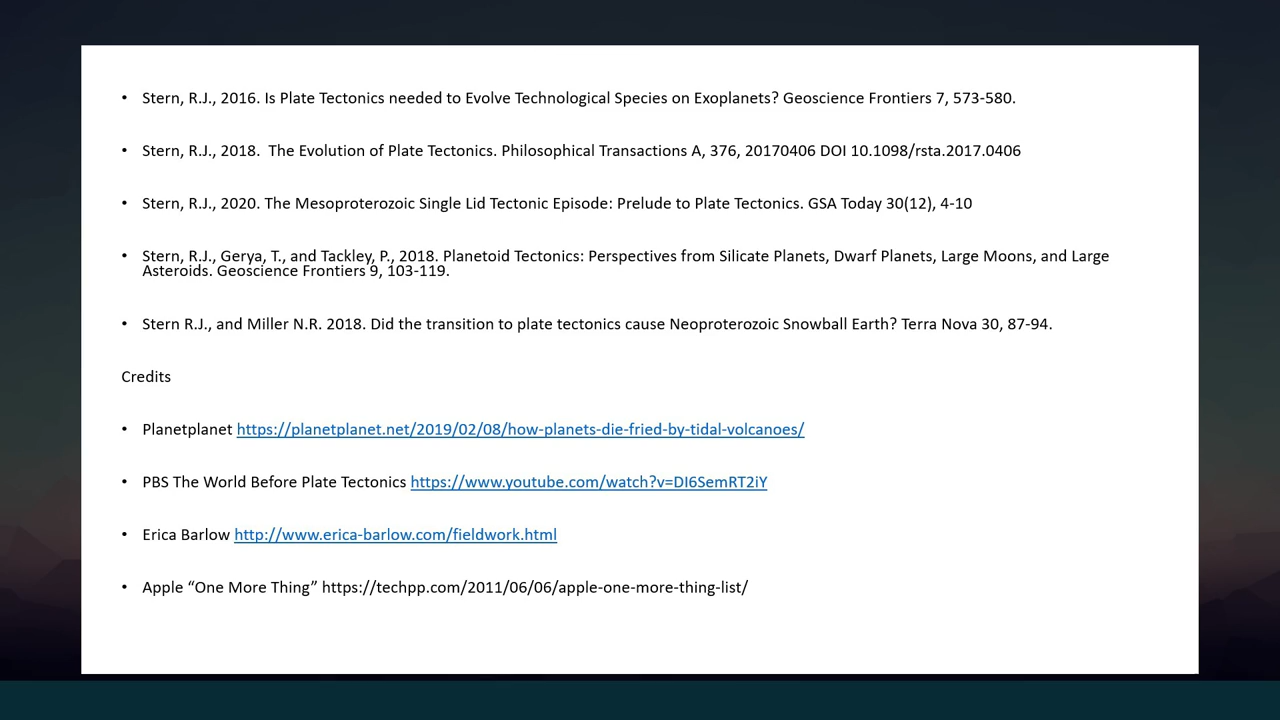 • Stern, R.J., 2016. Is Plate Tectonics needed to Evolve Technological Species on Exoplanets? Geoscience Frontiers 7, 573-580.
• Stern, R.J., 2018.  The Evolution of Plate Tectonics. Philosophical Transactions A, 376, 20170406 DOI 10.1098/rsta.2017.0406
• Stern, R.J., 2020. The Mesoproterozoic Single Lid Tectonic Episode: Prelude to Plate Tectonics. GSA Today 30(12), 4-10
• Stern, R.J., Gerya, T., and Tackley, P., 2018. Planetoid Tectonics: Perspectives from Silicate Planets, Dwarf Planets, Large Moons, and Large
Asteroids. Geoscience Frontiers 9, 103-119.
• Stern R.J., and Miller N.R. 2018. Did the transition to plate tectonics cause Neoproterozoic Snowball Earth? Terra Nova 30, 87-94.
Credits
• Planetplanet https://planetplanet.net/2019/02/08/how-planets-die-fried-by-tidal-volcanoes/
• PBS The World Before Plate Tectonics https://www.youtube.com/watch?v=DI6SemRT2iY
• Erica Barlow http://www.erica-barlow.com/fieldwork.html
• Apple “One More Thing” https://techpp.com/2011/06/06/apple-one-more-thing-list/